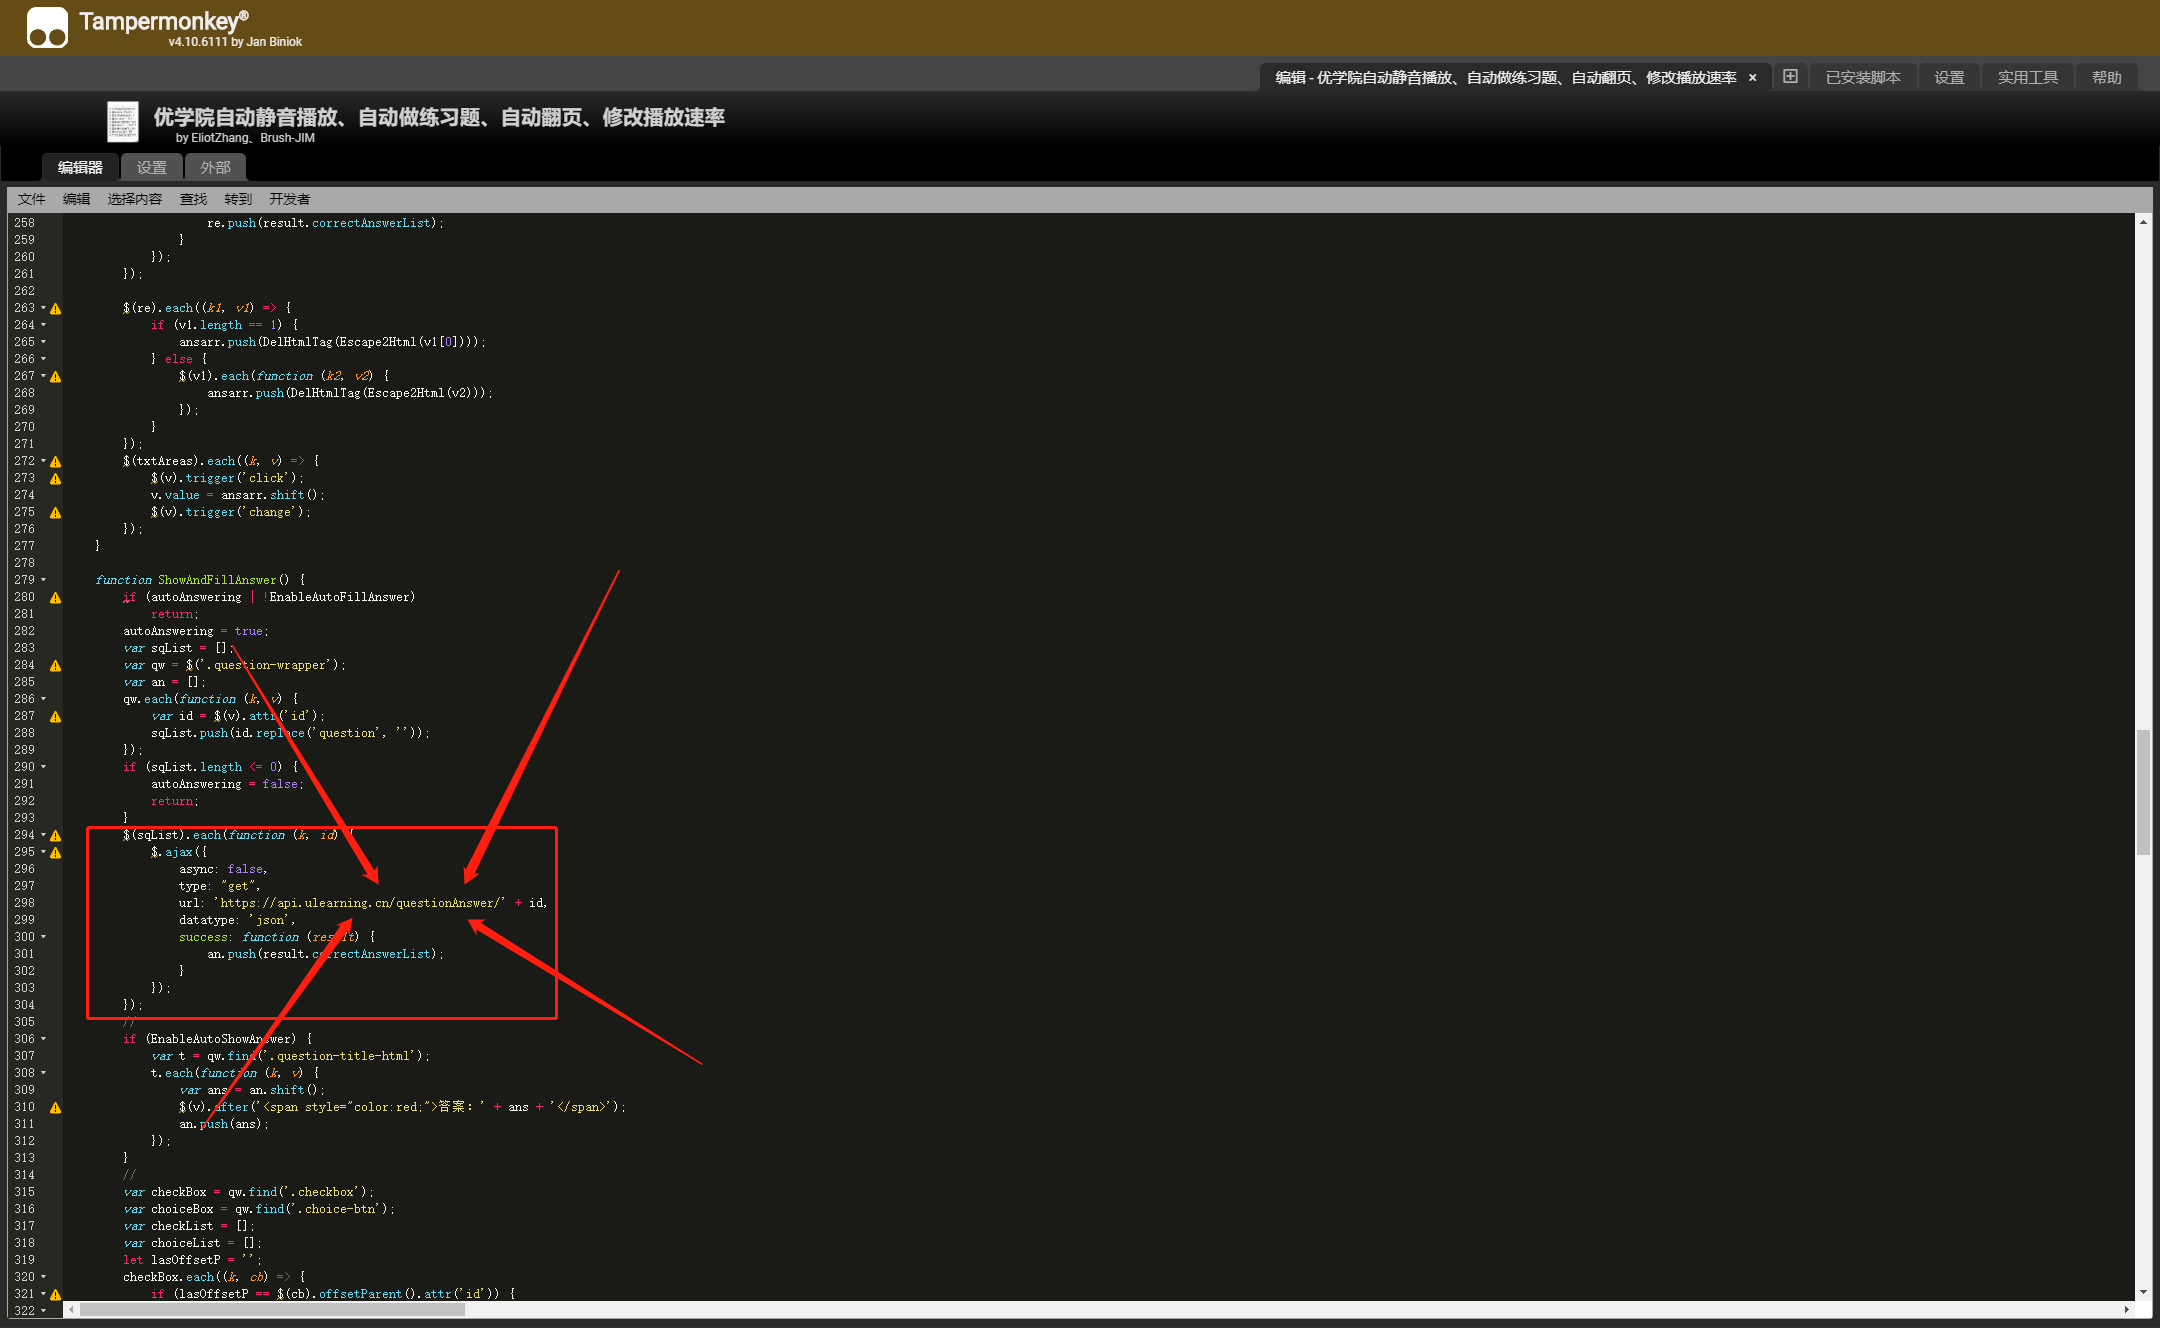 Tampermonkey®
v4.10.6111 by Jan Biniok
编辑 - 优学院自动静音播放、自动做练习题、自动翻页、修改播放速率 × 已安装脚本 设置 实用工具 帮助
优学院自动静音播放、自动做练习题、自动翻页、修改播放速率
by EliotZhang、Brush-JIM
编辑器 设置 外部
文件 编辑 选择内容 查找 转到 开发者
258 re.push(result.correctAnswerList);
259 }
260 });
261 });
262
263 $(re).each((k1, v1) => {
264 if (v1.length == 1) {
265 ansarr.push(DelHtmlTag(Escape2Html(v1[0])));
266 } else {
267 $(v1).each(function (k2, v2) {
268 ansarr.push(DelHtmlTag(Escape2Html(v2)));
269 });
270 }
271 });
272 $(txtAreas).each((k, v) => {
273 $(v).trigger('click');
274 v.value = ansarr.shift();
275 $(v).trigger('change');
276 });
277 }
278
279 function ShowAndFillAnswer() {
280 if (autoAnswering | !EnableAutoFillAnswer)
281 return;
282 autoAnswering = true;
283 var sqList = [];
284 var qw = $('.question-wrapper');
285 var an = [];
286 qw.each(function (k, v) {
287 var id = $(v).attr('id');
288 sqList.push(id.replace('question', ''));
289 });
290 if (sqList.length <= 0) {
291 autoAnswering = false;
292 return;
293 }
294 $(sqList).each(function (k, id) {
295 $.ajax({
296 async: false,
297 type: "get",
298 url: 'https://api.ulearning.cn/questionAnswer/' + id,
299 datatype: 'json',
300 success: function (result) {
301 an.push(result.correctAnswerList);
302 }
303 });
304 });
305 //
306 if (EnableAutoShowAnswer) {
307 var t = qw.find('.question-title-html');
308 t.each(function (k, v) {
309 var ans = an.shift();
310 $(v).after('<span style="color:red;">答案：' + ans + '</span>');
311 an.push(ans);
312 });
313 }
314 //
315 var checkBox = qw.find('.checkbox');
316 var choiceBox = qw.find('.choice-btn');
317 var checkList = [];
318 var choiceList = [];
319 let lasOffsetP = '';
320 checkBox.each((k, cb) => {
321 if (lasOffsetP == $(cb).offsetParent().attr('id')) {
322